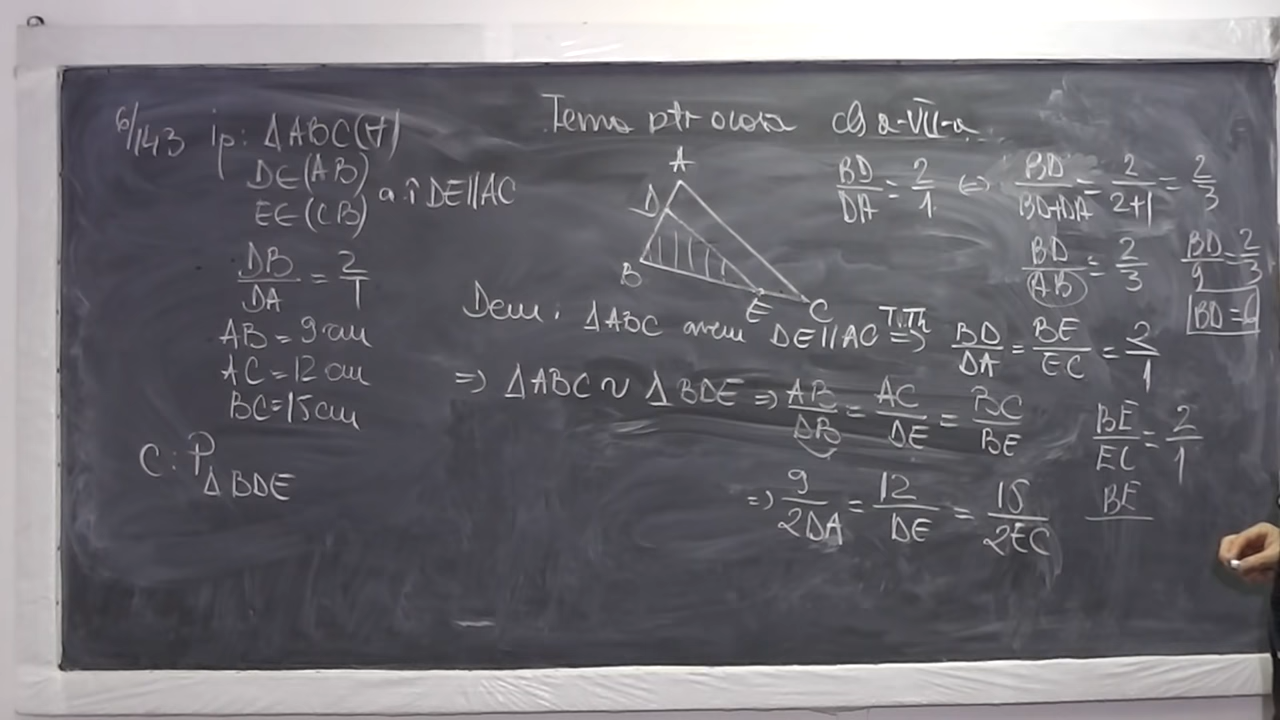 Tema ptr acasa cls a-VII-a
6/143 ip: ΔABC(∀)
D∈(AB)
E∈(CB) a.î DE||AC
DB/DA = 2/1
AB = 9 cm
AC = 12 cm
BC = 15 cm
C: P ΔBDE
A
D
B
E C
BD/DA = 2/1 ⇔ BD/BD+DA = 2/2+1 = 2/3
BD/AB = 2/3 BD/9 = 2/3
BD=6
Dem: ΔABC avem DE||AC T.Th ⇒ BD/DA = BE/EC = 2/1
⇒ ΔABC ~ ΔBDE ⇒ AB/DB = AC/DE = BC/BE
⇒ 9/2DA = 12/DE = 15/2EC
BE/EC = 2/1
BE